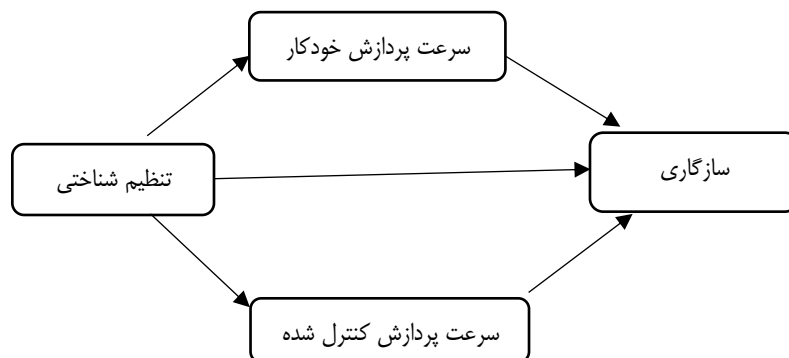 سرعت پردازش خودکار
سازگاری
تنظیم شناختی
سرعت پردازش کنترل شده